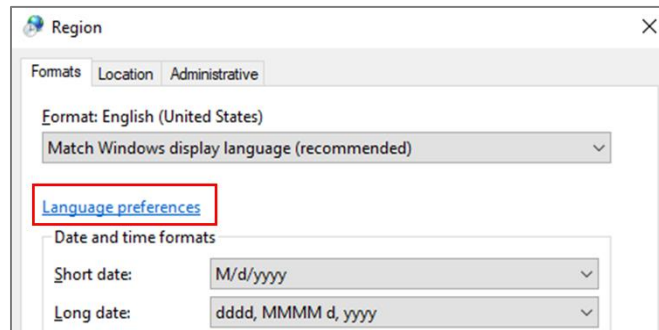 Region
Formats Location Administrative
Format: English (United States)
Match Windows display language (recommended)
Language preferences
Date and time formats
Short date: M/d/yyyy
Long date: dddd, MMMM d, yyyy